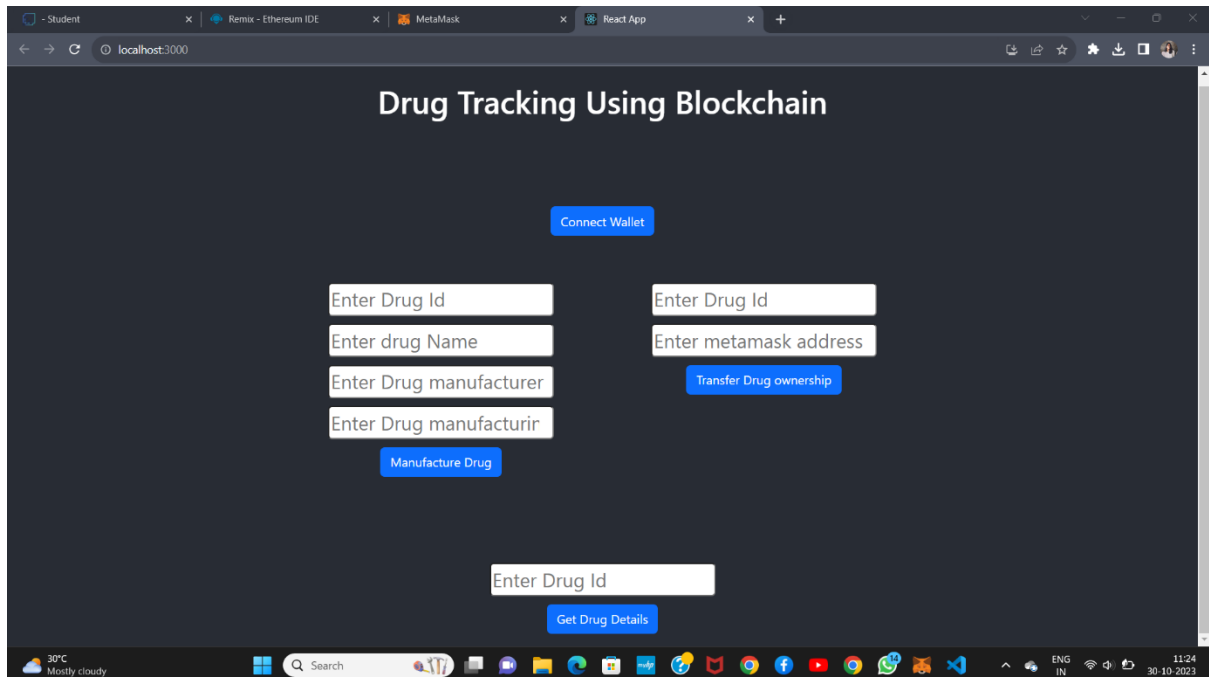 - Student
Remix - Ethereum IDE
MetaMask
React App
localhost:3000
Drug Tracking Using Blockchain
Connect Wallet
Enter Drug Id
Enter drug Name
Enter Drug manufacturer
Enter Drug manufacturin
Manufacture Drug
Enter Drug Id
Enter metamask address
Transfer Drug ownership
Enter Drug Id
Get Drug Details
30°C
Mostly cloudy
Search
14
ENG
IN
11:24
30-10-2023